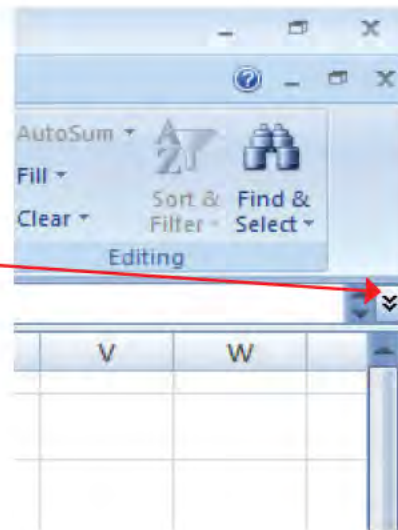 AutoSum
Fill
Clear
A
Z
Sort &
Filter
Find &
Select
Editing
V W